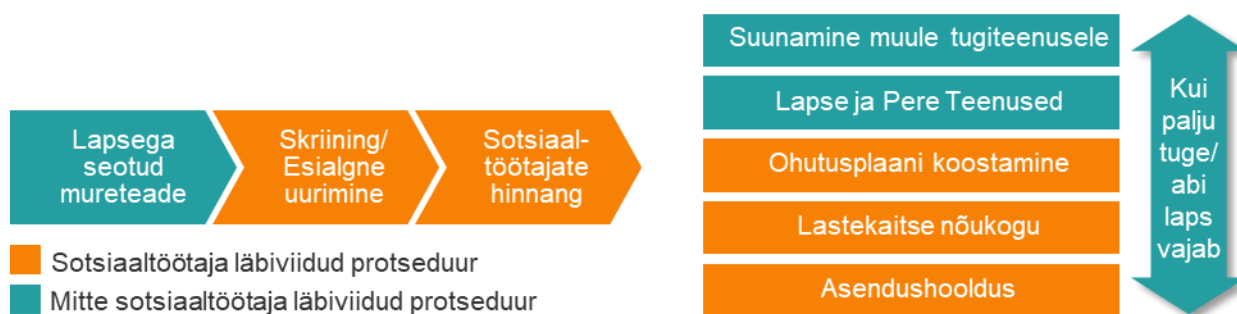 Lapsega
seotud
mureteade
Skriining/
Esialgne
uurimine
Sotsiaal-
töötajate
hinnang
Sotsiaaltöötaja läbiviidud protseduur
Mitte sotsiaaltöötaja läbiviidud protseduur
Suunamine muule tugiteenusele
Lapse ja Pere Teenused
Ohutusplaani koostamine
Lastekaitse nõukogu
Asendushooldus
Kui
palju
tuge/
abi
laps
vajab